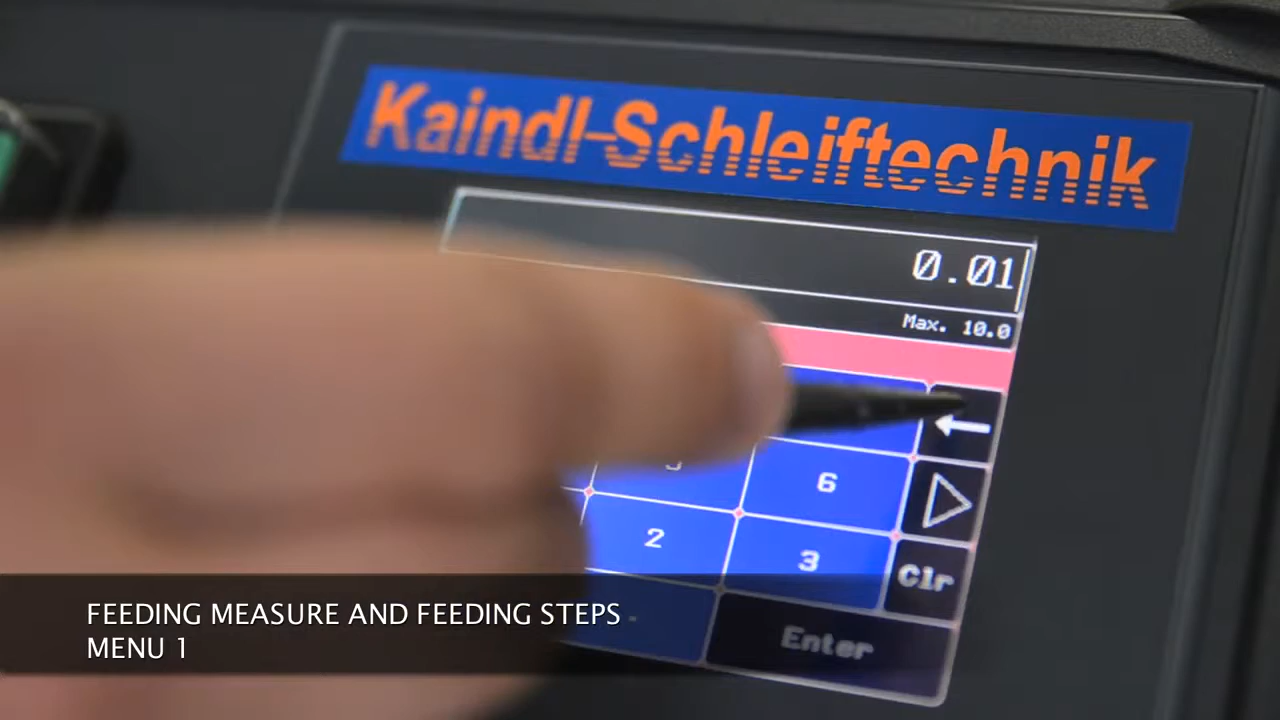 Kaindl-Schleiftechnik
0.01
Max. 10.0
6
2
3
Clr
Enter
FEEDING MEASURE AND FEEDING STEPS -
MENU 1